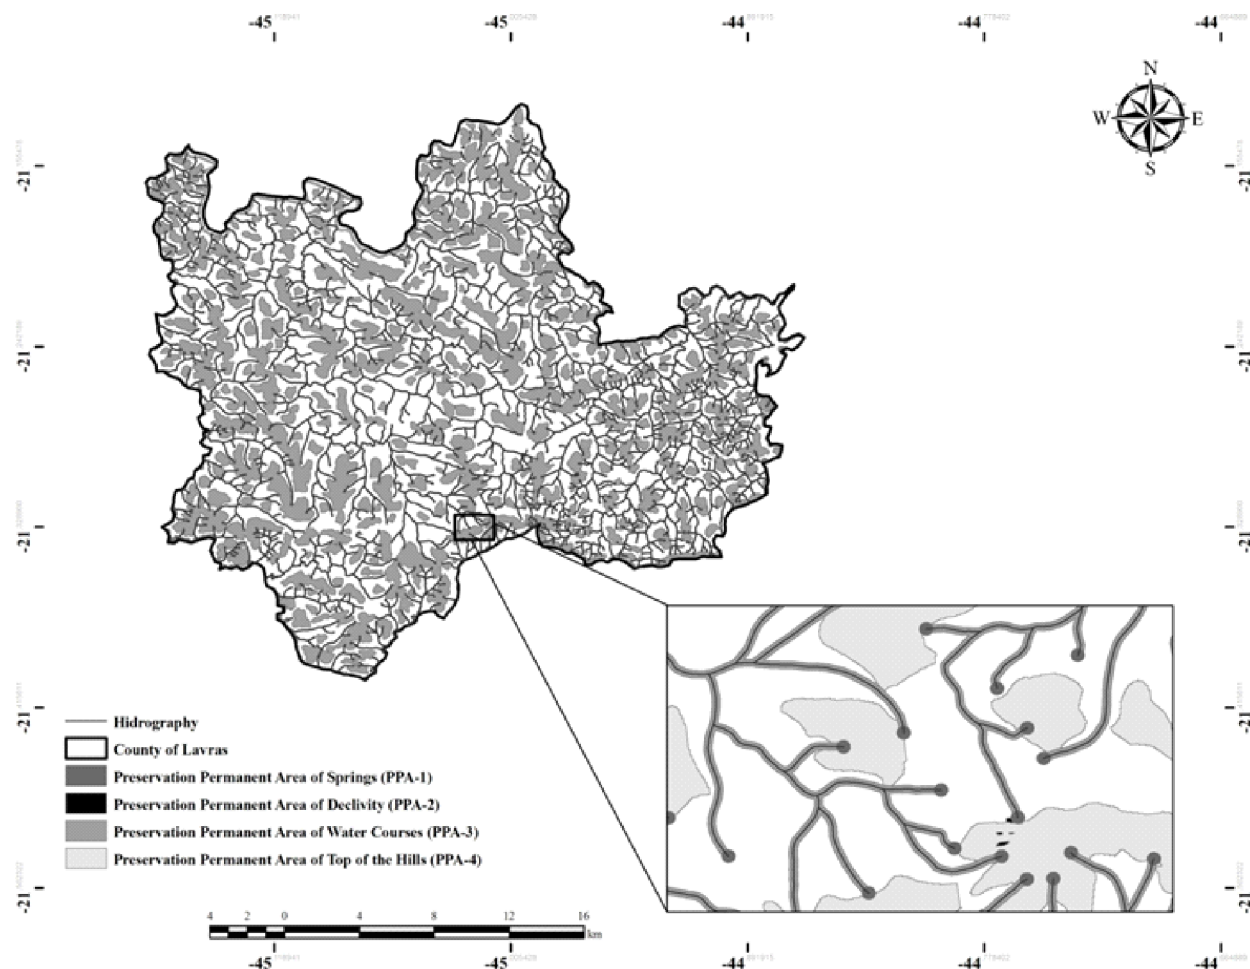 -45 -45 -44 -44 -44
N
W E
S
-21 -21
-21 -21
-21 -21
-21 -21
-21 -21
Hidrography
County of Lavras
Preservation Permanent Area of Springs (PPA-1)
Preservation Permanent Area of Declivity (PPA-2)
Preservation Permanent Area of Water Courses (PPA-3)
Preservation Permanent Area of Top of the Hills (PPA-4)
4 2 0 4 8 12 16
km
-45 -45 -44 -44 -44